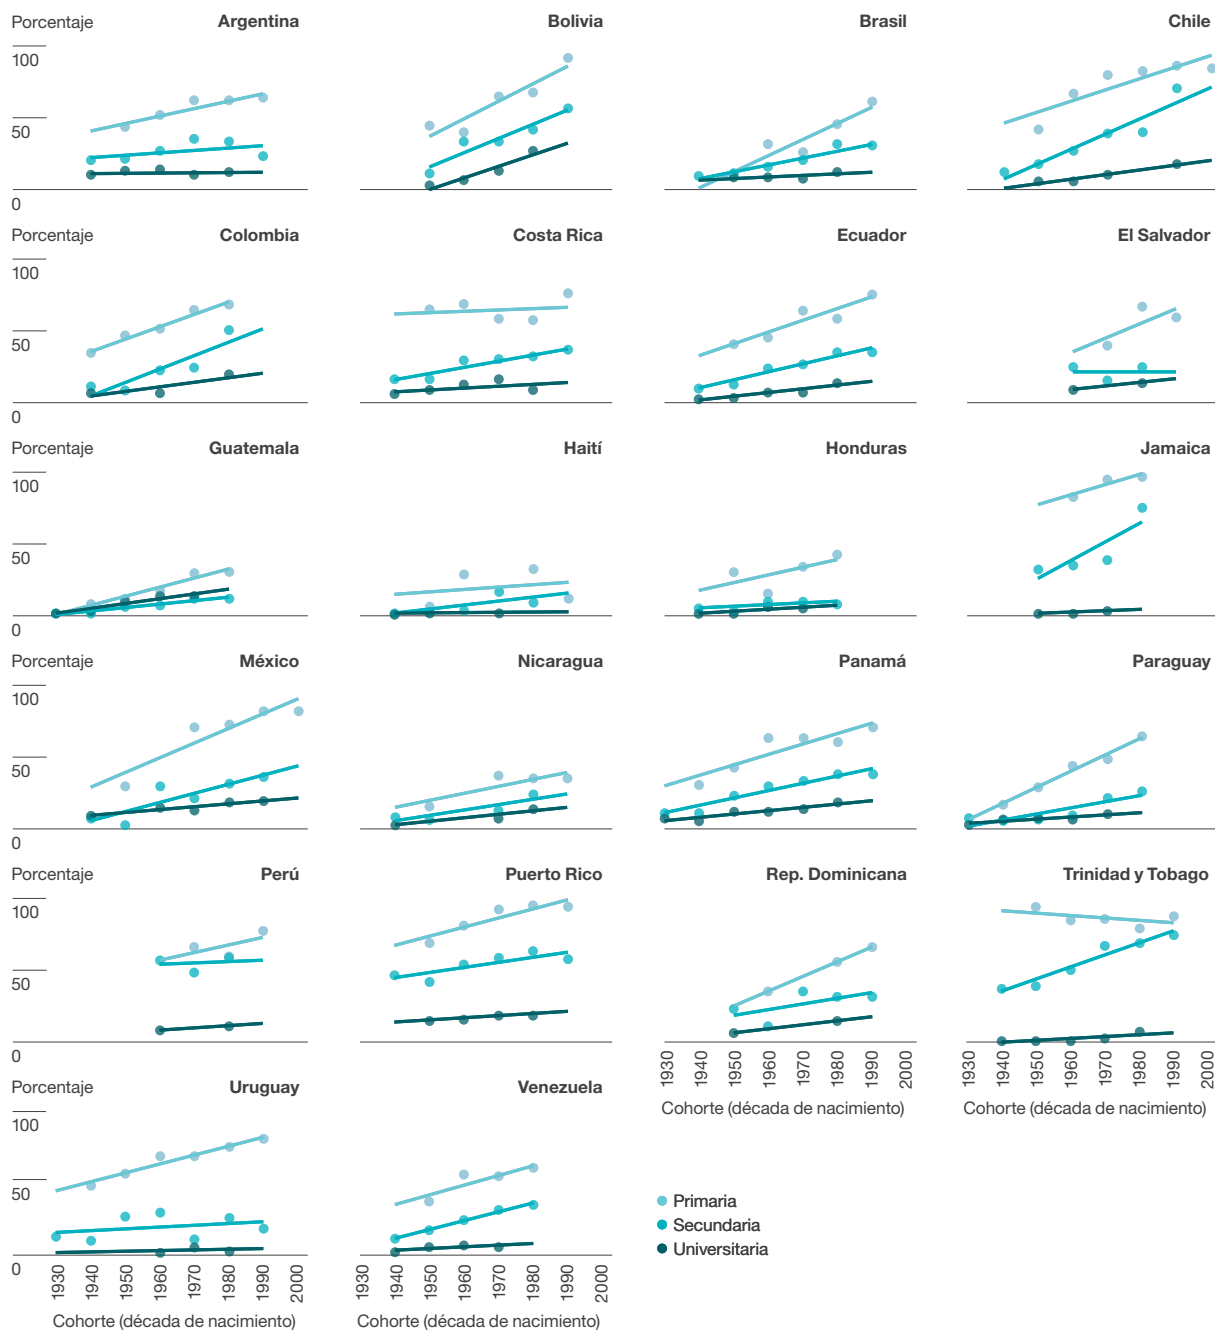 Porcentaje Argentina Bolivia Brasil Chile
100
50
0
Porcentaje Colombia Costa Rica Ecuador El Salvador
100
50
0
Porcentaje Guatemala Haití Honduras Jamaica
100
50
0
Porcentaje México Nicaragua Panamá Paraguay
100
50
0
Porcentaje Perú Puerto Rico Rep. Dominicana Trinidad y Tobago
100
50
0
1930 1940 1950 1960 1970 1980 1990 2000 1930 1940 1950 1960 1970 1980 1990 2000
Cohorte (década de nacimiento) Cohorte (década de nacimiento)
Porcentaje Uruguay Venezuela
100
50
0
1930 1940 1950 1960 1970 1980 1990 2000 1930 1940 1950 1960 1970 1980 1990 2000
Cohorte (década de nacimiento) Cohorte (década de nacimiento)
Primaria
Secundaria
Universitaria